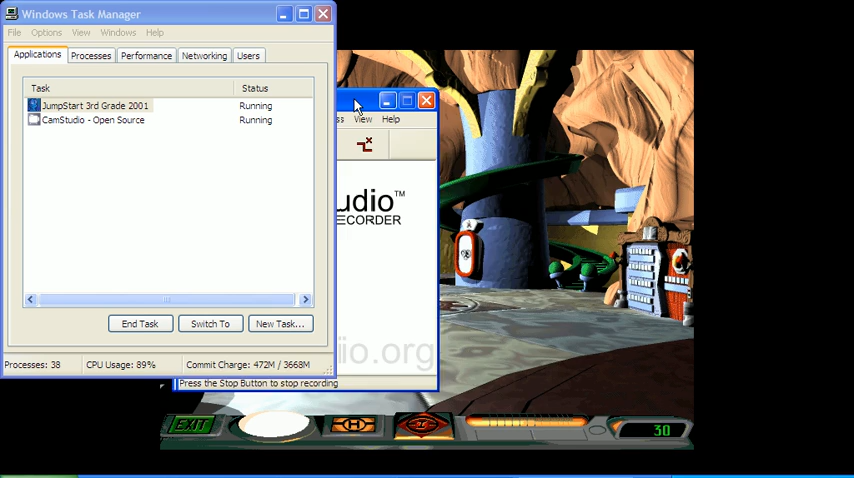 Windows Task Manager
File Options View Windows Help
Applications Processes Performance Networking Users
Task Status
JumpStart 3rd Grade 2001 Running
CamStudio - Open Source Running
End Task Switch To New Task...
Processes: 38 CPU Usage: 89% Commit Charge: 472M / 3668M
ss View Help
udio™
ECORDER
io.org
Press the Stop Button to stop recording
EXIT
H
30